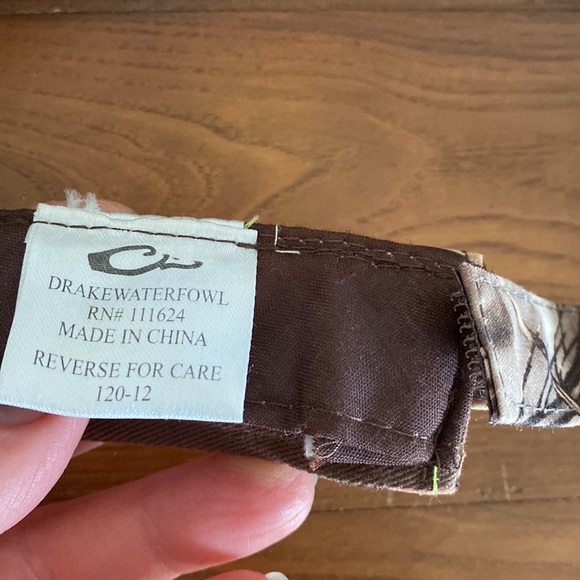 DRAKEWATERFOWL
RN# 111624
MADE IN CHINA
REVERSE FOR CARE
120-12